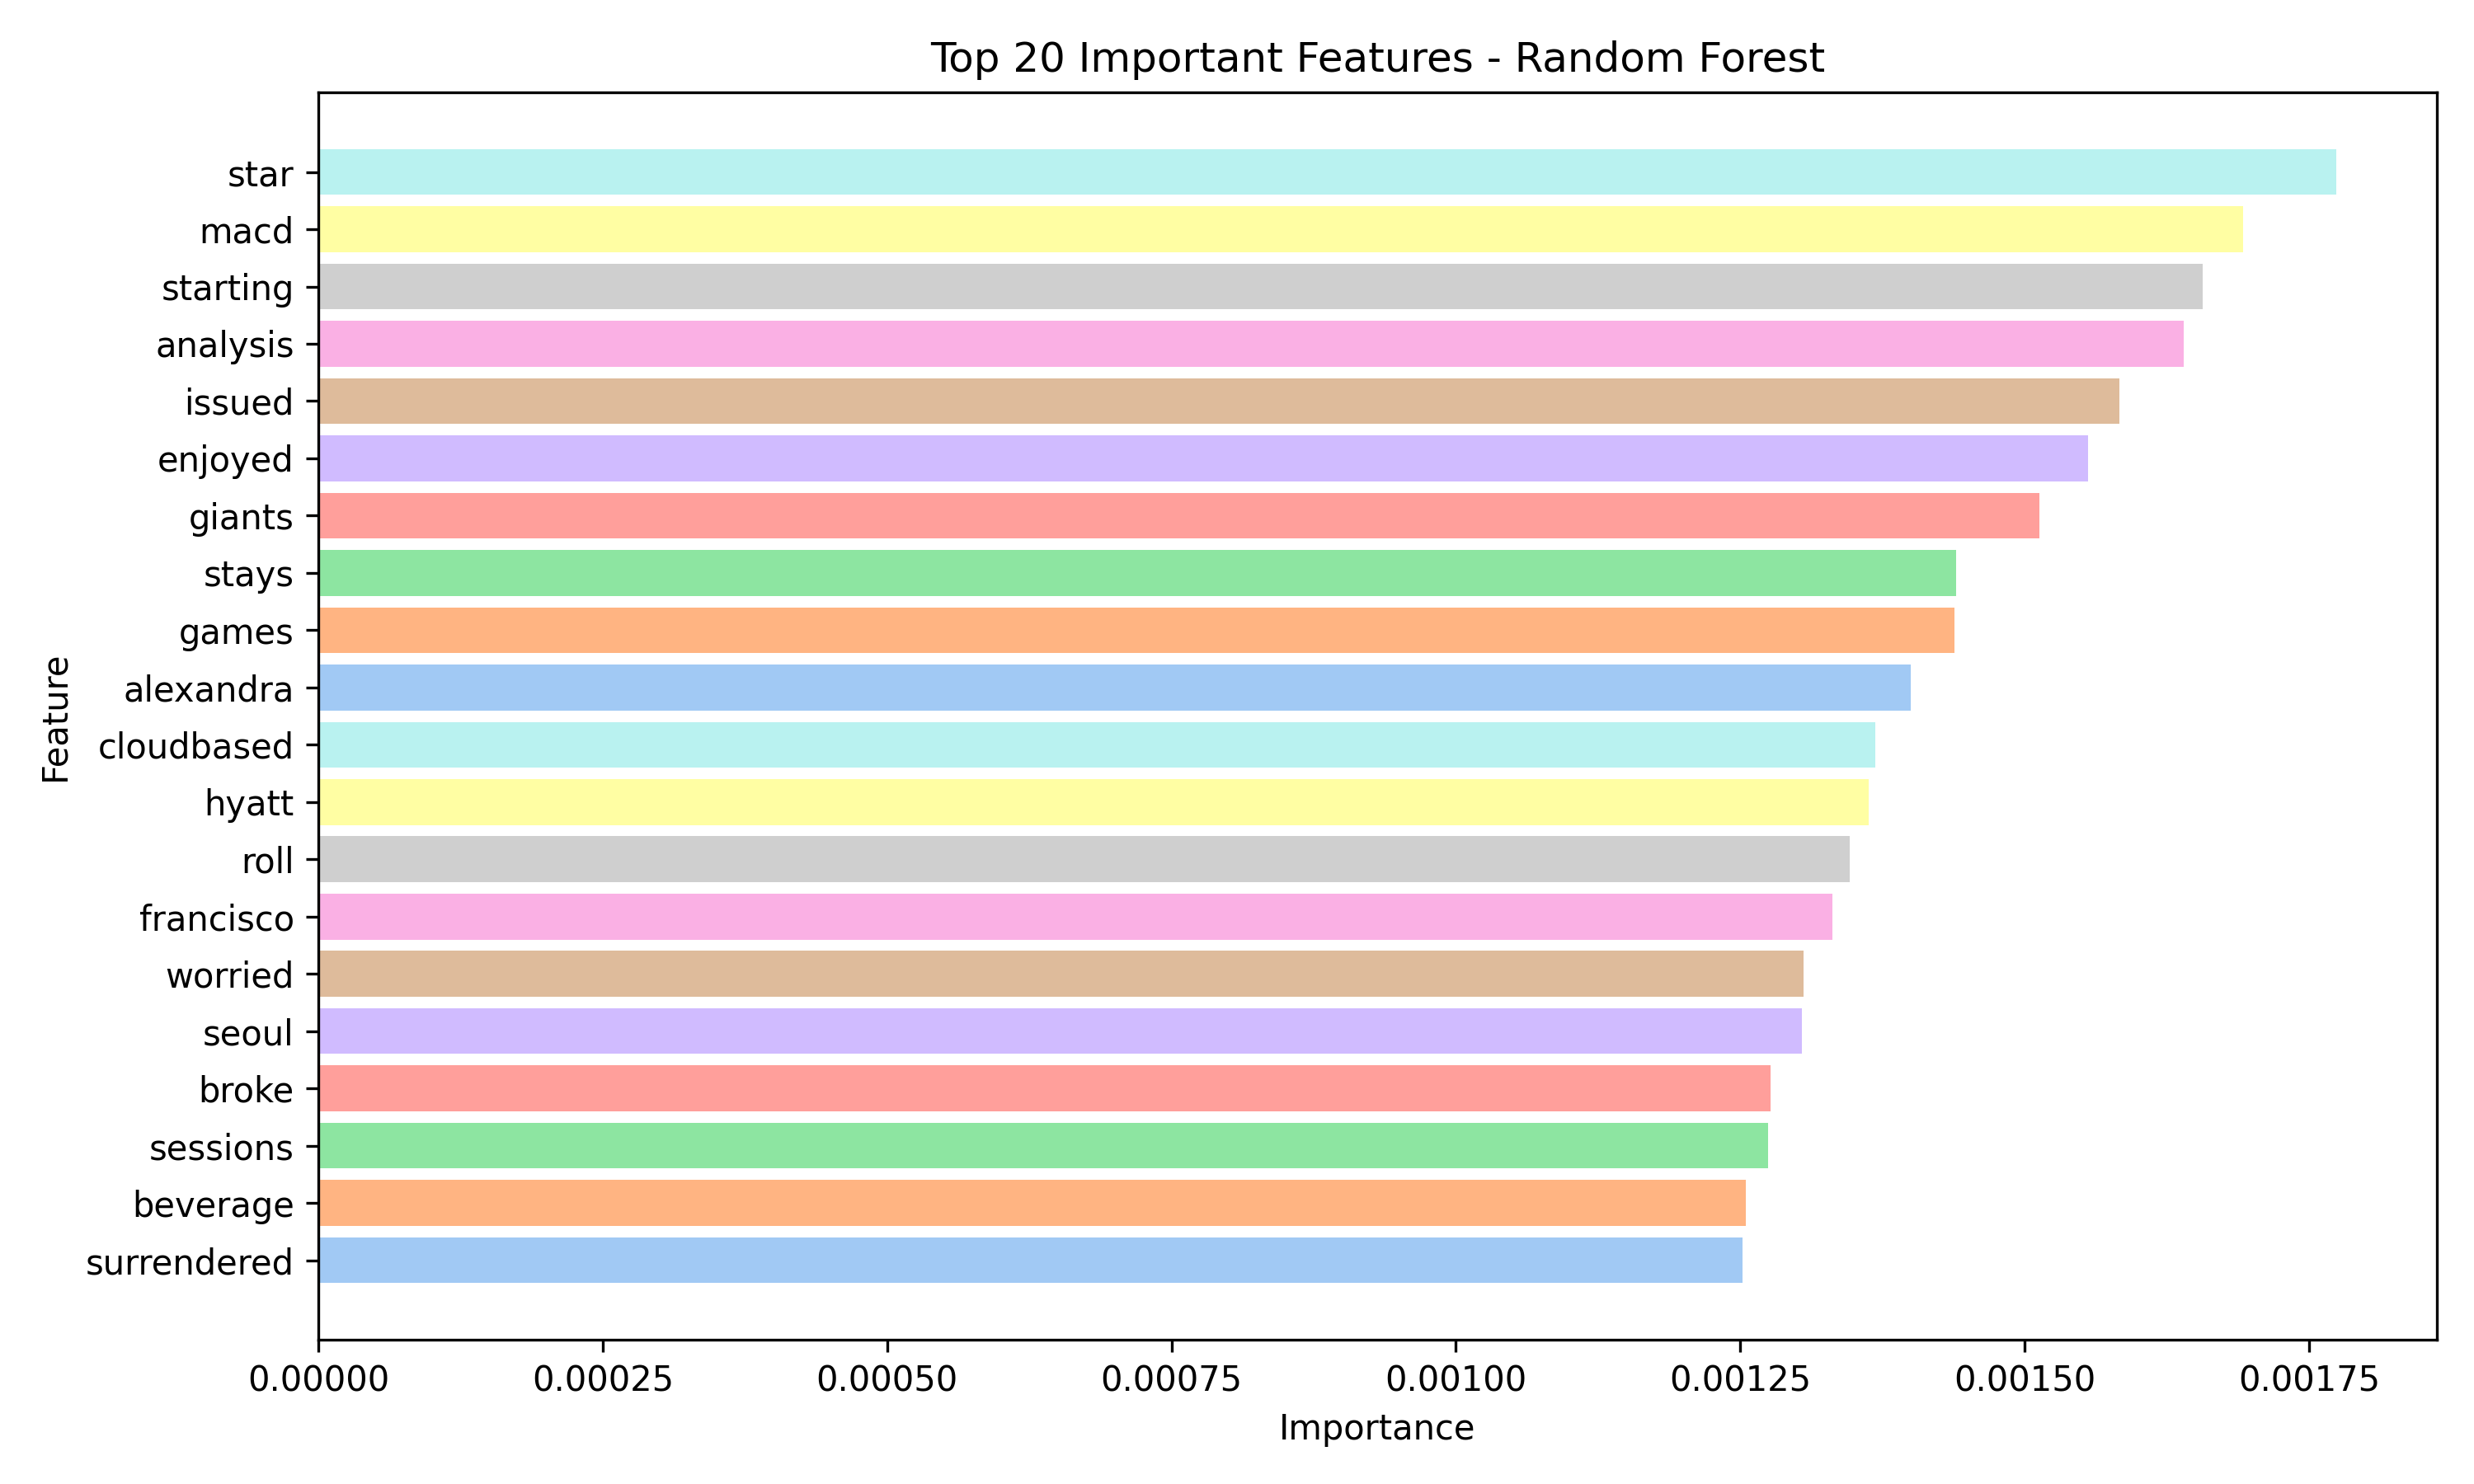 Top 20 Important Features - Random Forest
star
macd
starting
analysis
issued
enjoyed
giants
stays
games
alexandra
cloudbased
hyatt
roll
francisco
worried
seoul
broke
sessions
beverage
surrendered
Feature
0.00000 0.00025 0.00050 0.00075 0.00100 0.00125 0.00150 0.00175
Importance